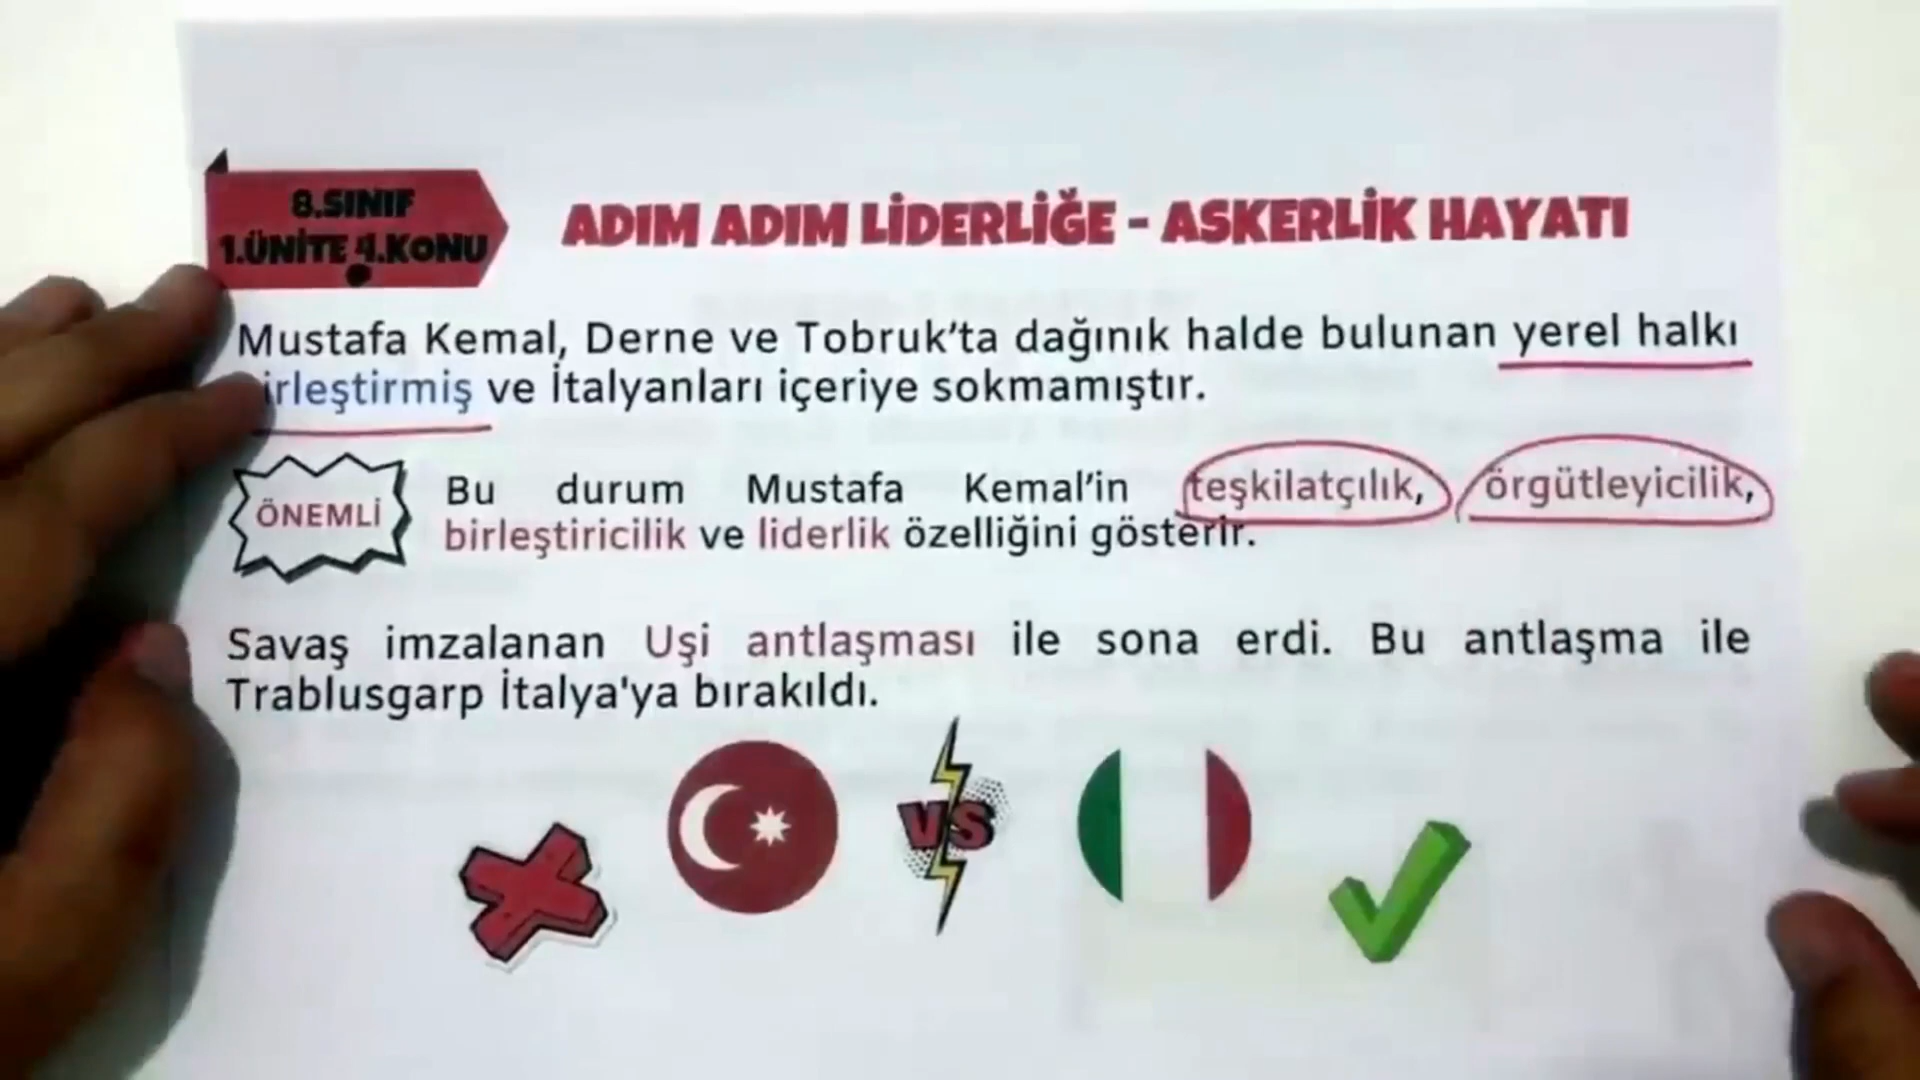 8.SINIF
1.ÜNİTE 4.KONU
ADIM ADIM LİDERLİĞE - ASKERLİK HAYATI
Mustafa Kemal, Derne ve Tobruk’ta dağınık halde bulunan yerel halkı
irleştirmiş ve İtalyanları içeriye sokmamıştır.
ÖNEMLİ
Bu durum Mustafa Kemal’in teşkilatçılık, örgütleyicilik,
birleştiricilik ve liderlik özelliğini gösterir.
Savaş imzalanan Uşi antlaşması ile sona erdi. Bu antlaşma ile
Trablusgarp İtalya'ya bırakıldı.
VS